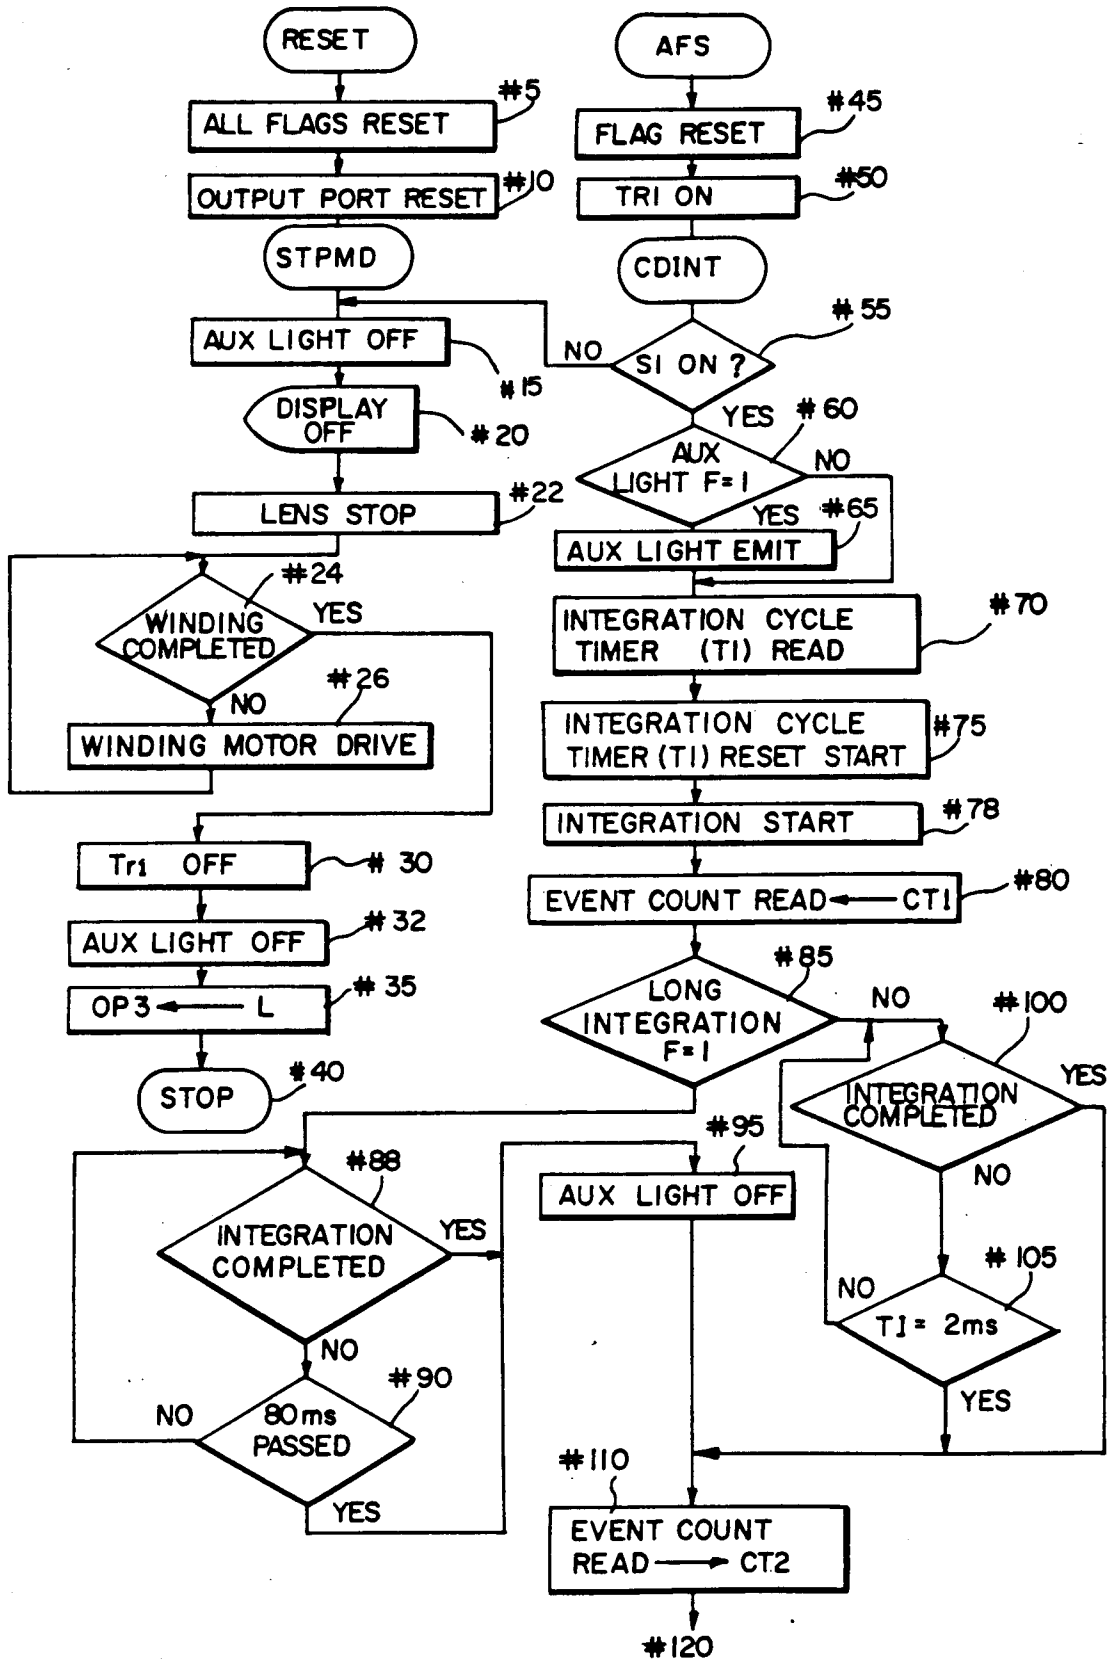 RESET
#5
ALL FLAGS RESET
#10
OUTPUT PORT RESET
STPMD
AUX LIGHT OFF
#15
DISPLAY
OFF
#20
#22
LENS STOP
#24
WINDING
COMPLETED
YES
NO
#26
WINDING MOTOR DRIVE
Tr1 OFF
# 30
AUX LIGHT OFF
#32
OP3 ← L
# 35
STOP
#40
AFS
#45
FLAG RESET
#50
TR1 ON
CDINT
#55
S1 ON ?
NO
YES
#60
AUX
LIGHT F=1
NO
YES
#65
AUX LIGHT EMIT
#70
INTEGRATION CYCLE
TIMER (T1) READ
INTEGRATION CYCLE
TIMER (T1) RESET START
#75
#78
INTEGRATION START
#80
EVENT COUNT READ ← CT1
#85
LONG
INTEGRATION
F=1
NO
#100
INTEGRATION
COMPLETED
YES
NO
# 105
T1 = 2ms
NO
YES
#88
INTEGRATION
COMPLETED
YES
NO
#90
80ms
PASSED
NO
YES
#95
AUX LIGHT OFF
#110
EVENT COUNT
READ → CT2
#120